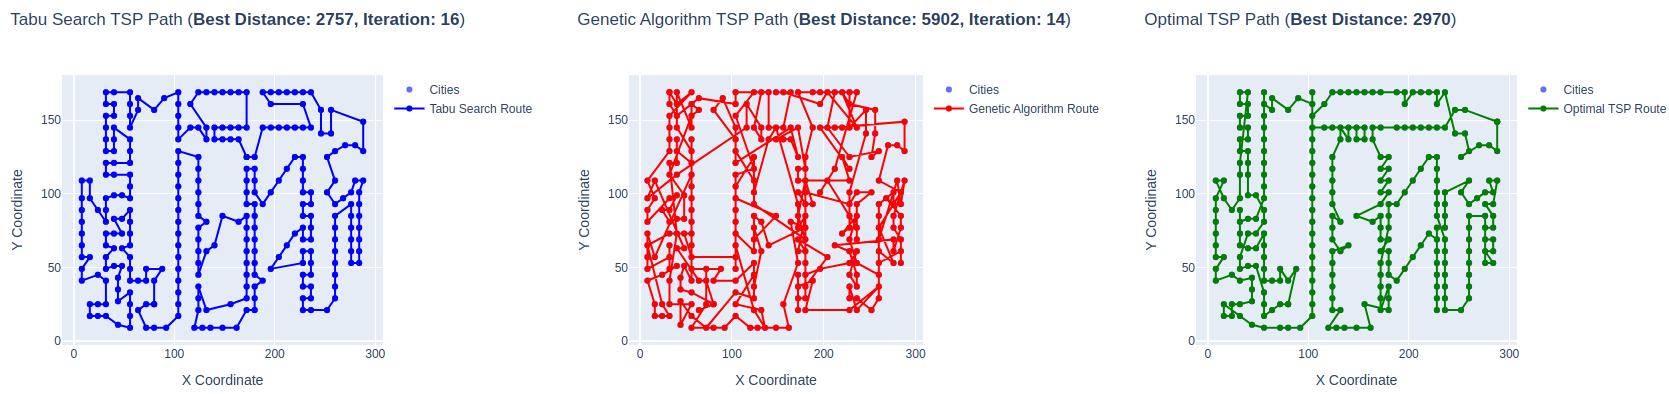 Tabu Search TSP Path (Best Distance: 2757, Iteration: 16)
Y Coordinate
150
100
50
0
0 100 200 300
X Coordinate
Cities
Tabu Search Route
Genetic Algorithm TSP Path (Best Distance: 5902, Iteration: 14)
Y Coordinate
150
100
50
0
0 100 200 300
X Coordinate
Cities
Genetic Algorithm Route
Optimal TSP Path (Best Distance: 2970)
Y Coordinate
150
100
50
0
0 100 200 300
X Coordinate
Cities
Optimal TSP Route